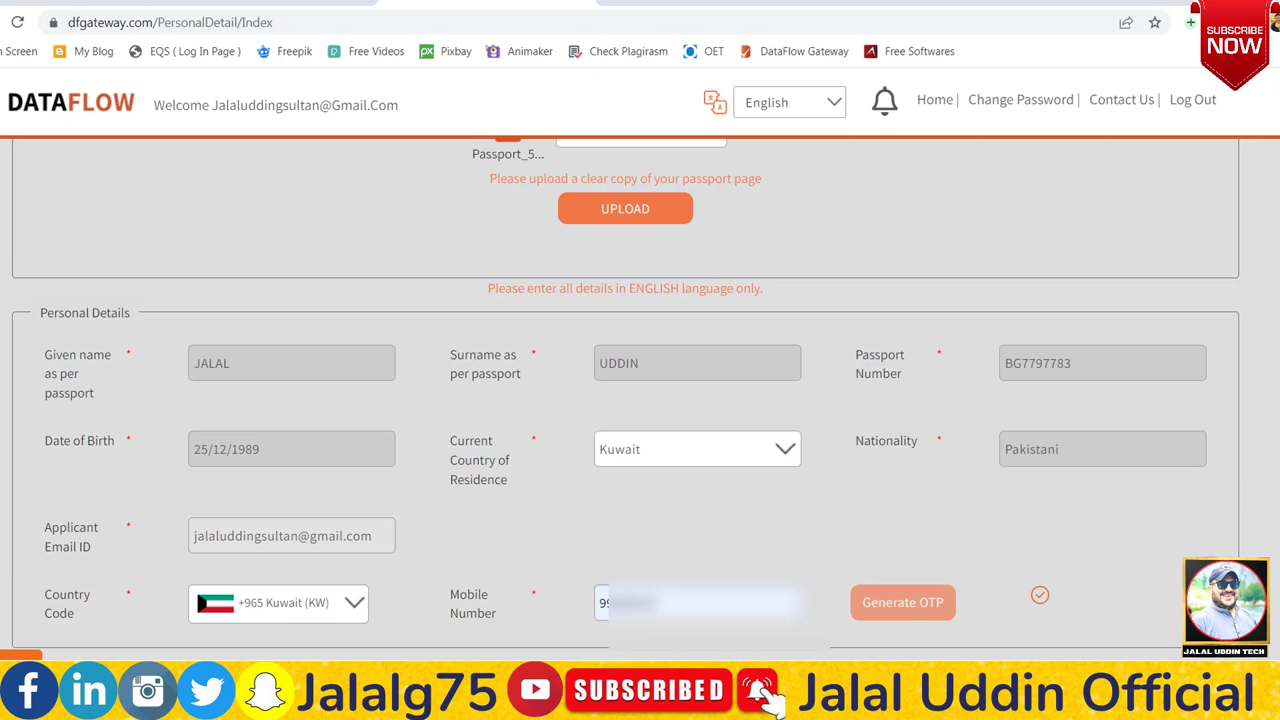 dfgateway.com/PersonalDetail/Index
n Screen My Blog EQS ( Log In Page ) Freepik Free Videos px Pixbay Animaker Check Plagirasm OET DataFlow Gateway Free Softwares
SUBSCRIBE
NOW
DATAFLOW Welcome Jalaluddingsultan@Gmail.Com English Home | Change Password | Contact Us | Log Out
Passport_5...
Please upload a clear copy of your passport page
UPLOAD
Please enter all details in ENGLISH language only.
Personal Details
Given name as per passport * JALAL Surname as per passport * UDDIN Passport Number * BG7797783
Date of Birth * 25/12/1989 Current Country of Residence * Kuwait Nationality * Pakistani
Applicant Email ID * jalaluddingsultan@gmail.com
Country Code * +965 Kuwait (KW) Mobile Number * 99 Generate OTP
JALAL UDDIN TECH
Jalalg75 SUBSCRIBED Jalal Uddin Official